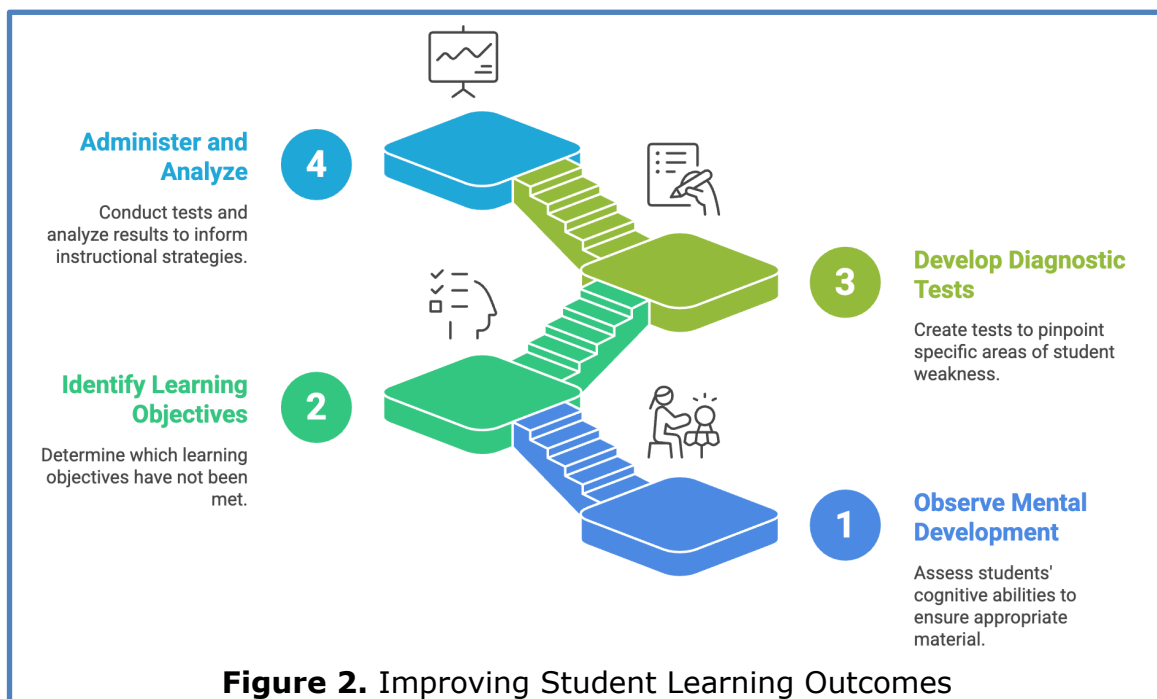 Administer and
Analyze
4
Conduct tests and
analyze results to inform
instructional strategies.
3
Develop Diagnostic
Tests
Create tests to pinpoint
specific areas of student
weakness.
Identify Learning
Objectives
2
Determine which learning
objectives have not been
met.
1
Observe Mental
Development
Assess students'
cognitive abilities to
ensure appropriate
material.
Figure 2. Improving Student Learning Outcomes